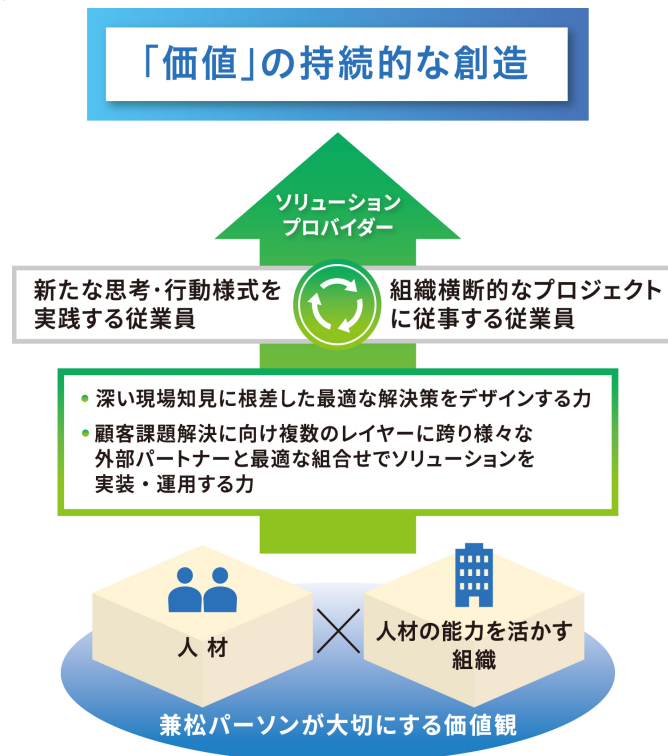 「価値」の持続的な創造
ソリューション
プロバイダー
新たな思考・行動様式を
実践する従業員
組織横断的なプロジェクト
に従事する従業員
• 深い現場知見に根差した最適な解決策をデザインする力
• 顧客課題解決に向け複数のレイヤーに跨り様々な
外部パートナーと最適な組合せでソリューションを
実装・運用する力
人材
人材の能力を活かす
組織
兼松パーソンが大切にする価値観